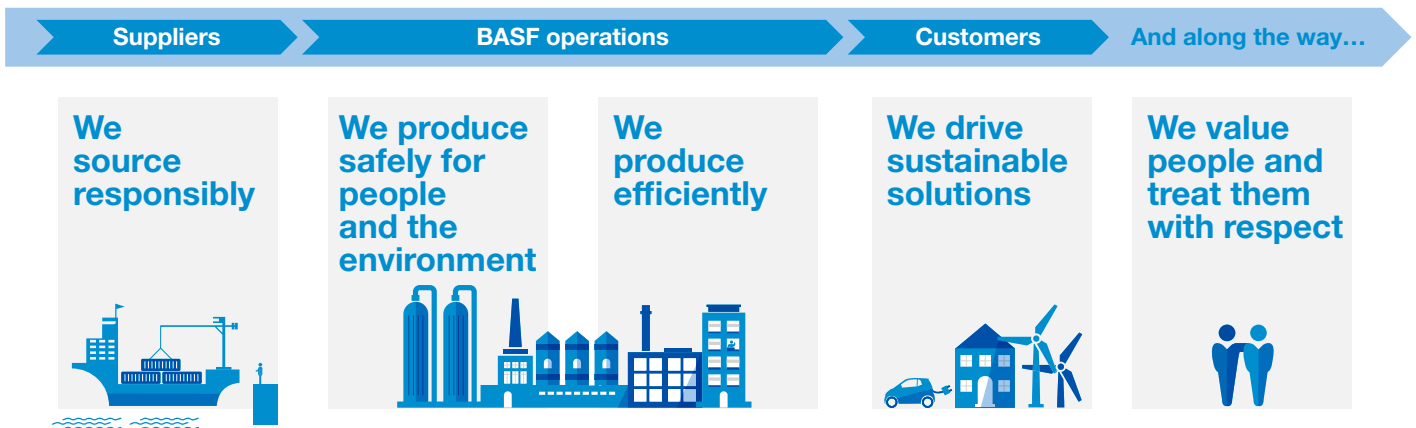 Suppliers
BASF operations
Customers
And along the way…
We
source
responsibly
We produce
safely for
people
and the
environment
We
produce
efficiently
We drive
sustainable
solutions
We value
people and
treat them
with respect